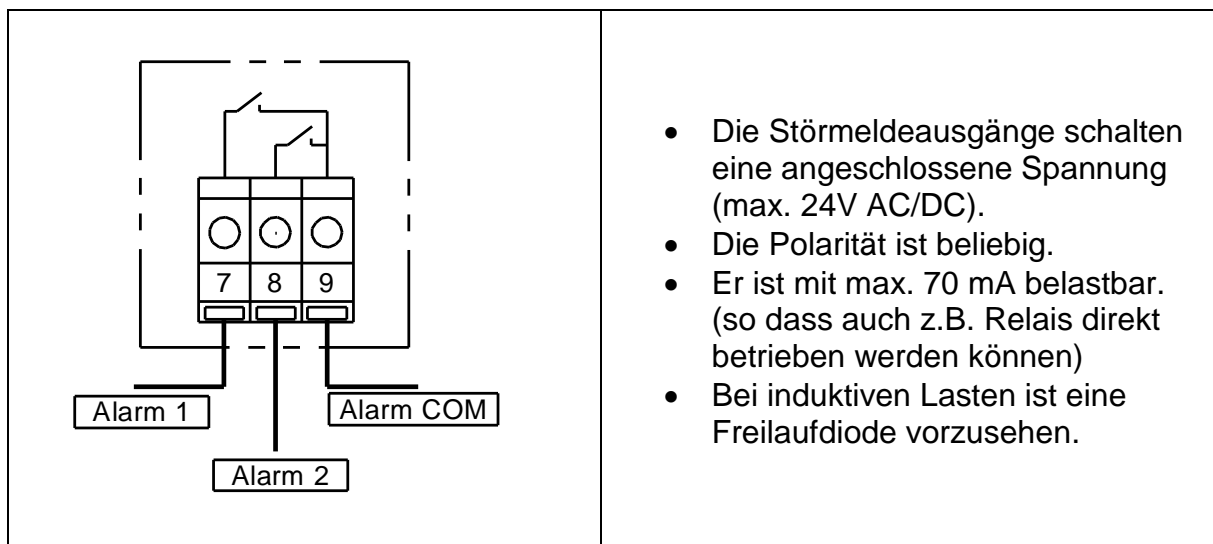 7 8 9
Alarm 1
Alarm COM
Alarm 2
• Die Störmeldeausgänge schalten
eine angeschlossene Spannung
(max. 24V AC/DC).
• Die Polarität ist beliebig.
• Er ist mit max. 70 mA belastbar.
(so dass auch z.B. Relais direkt
betrieben werden können)
• Bei induktiven Lasten ist eine
Freilaufdiode vorzusehen.